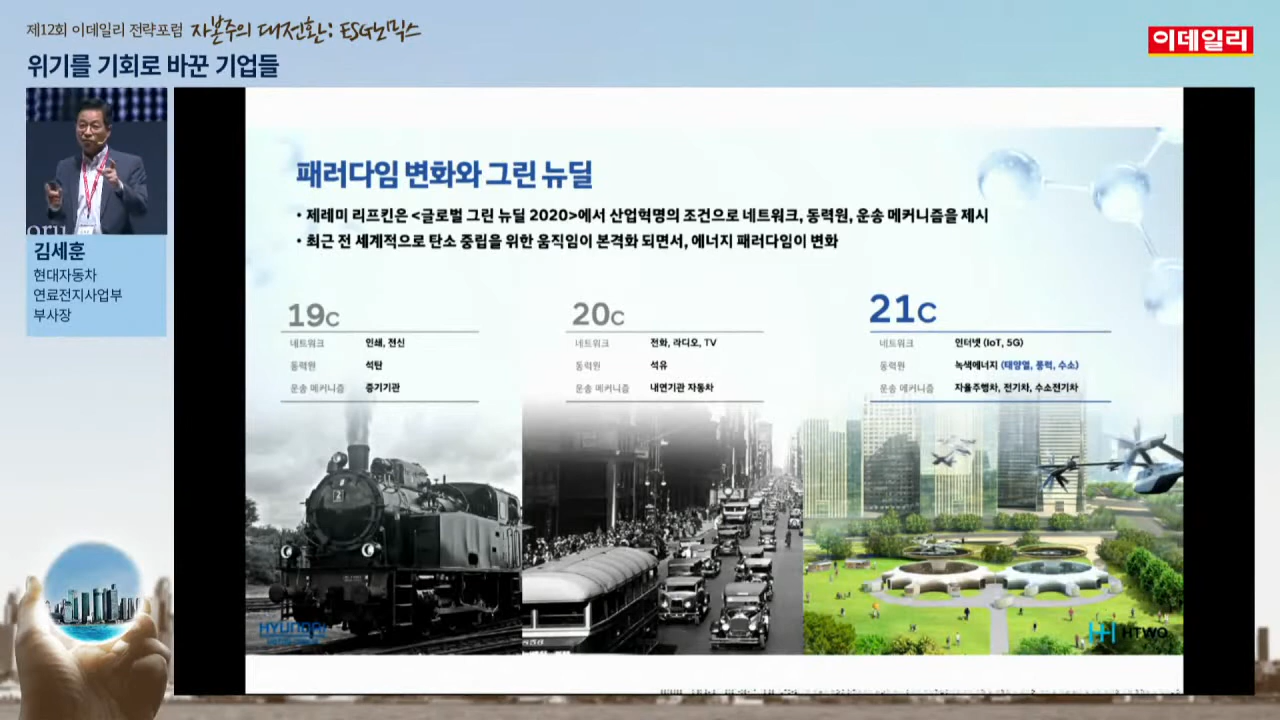 제12회 이데일리 전략포럼 자본주의 대전환: ESG노믹스
위기를 기회로 바꾼 기업들
이데일리
김세훈
현대자동차
연료전지사업부
부사장
패러다임 변화와 그린 뉴딜
• 제레미 리프킨은 <글로벌 그린 뉴딜 2020>에서 산업혁명의 조건으로 네트워크, 동력원, 운송 메커니즘을 제시
• 최근 전 세계적으로 탄소 중립을 위한 움직임이 본격화 되면서, 에너지 패러다임이 변화
19C
네트워크 인쇄, 전신
동력원 석탄
운송 메커니즘 증기기관
20C
네트워크 전화, 라디오, TV
동력원 석유
운송 메커니즘 내연기관 자동차
21C
네트워크 인터넷 (IoT, 5G)
동력원 녹색에너지 (태양열, 풍력, 수소)
운송 메커니즘 자율주행차, 전기차, 수소전기차
2
HYUNDAI
HTWO